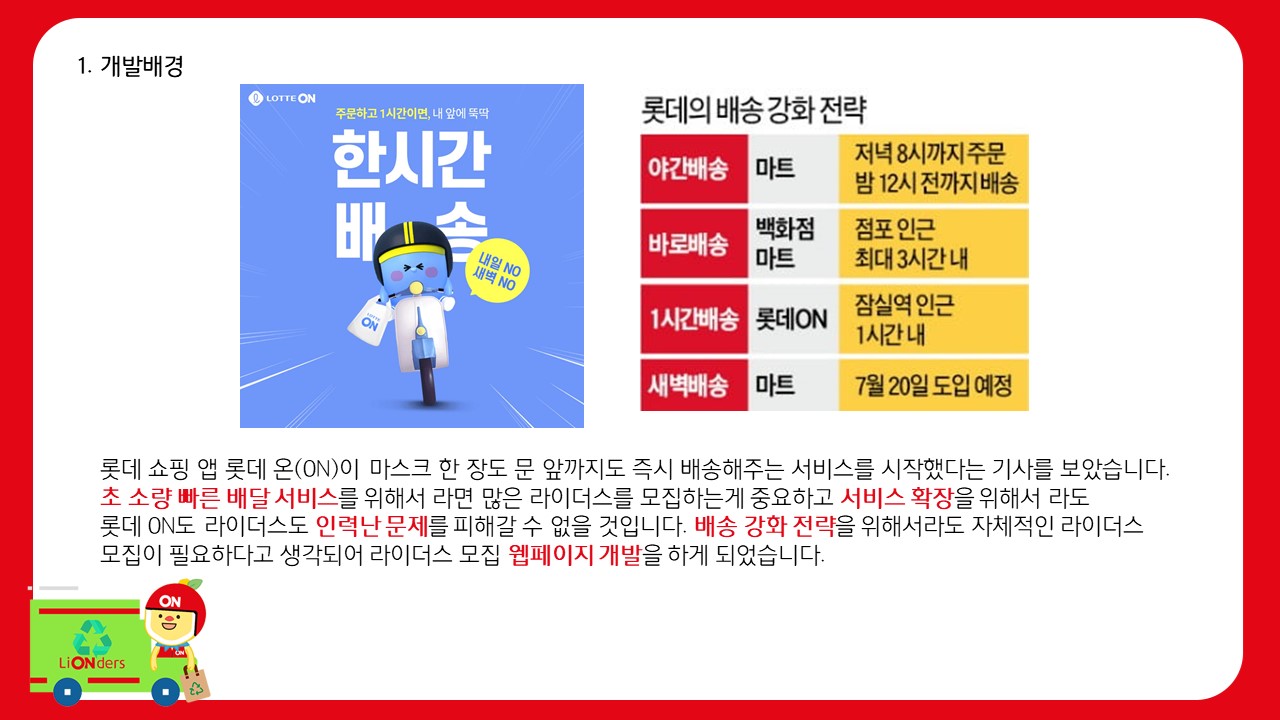 1. 개발배경
LOTTE ON
주문하고 1시간이면, 내 앞에 뚝딱
한시간
배송
내일 NO
새벽 NO
LOTTE
ON
롯데의 배송 강화 전략
야간배송 마트 저녁 8시까지 주문
밤 12시 전까지 배송
바로배송 백화점 점포 인근
마트 최대 3시간 내
1시간배송 롯데ON 잠실역 인근
1시간 내
새벽배송 마트 7월 20일 도입 예정
롯데 쇼핑 앱 롯데 온(ON)이 마스크 한 장도 문 앞까지도 즉시 배송해주는 서비스를 시작했다는 기사를 보았습니다.
초 소량 빠른 배달 서비스를 위해서 라면 많은 라이더스를 모집하는게 중요하고 서비스 확장을 위해서 라도
롯데 ON도 라이더스도 인력난 문제를 피해갈 수 없을 것입니다. 배송 강화 전략을 위해서라도 자체적인 라이더스
모집이 필요하다고 생각되어 라이더스 모집 웹페이지 개발을 하게 되었습니다.
ON
ON
LiONders